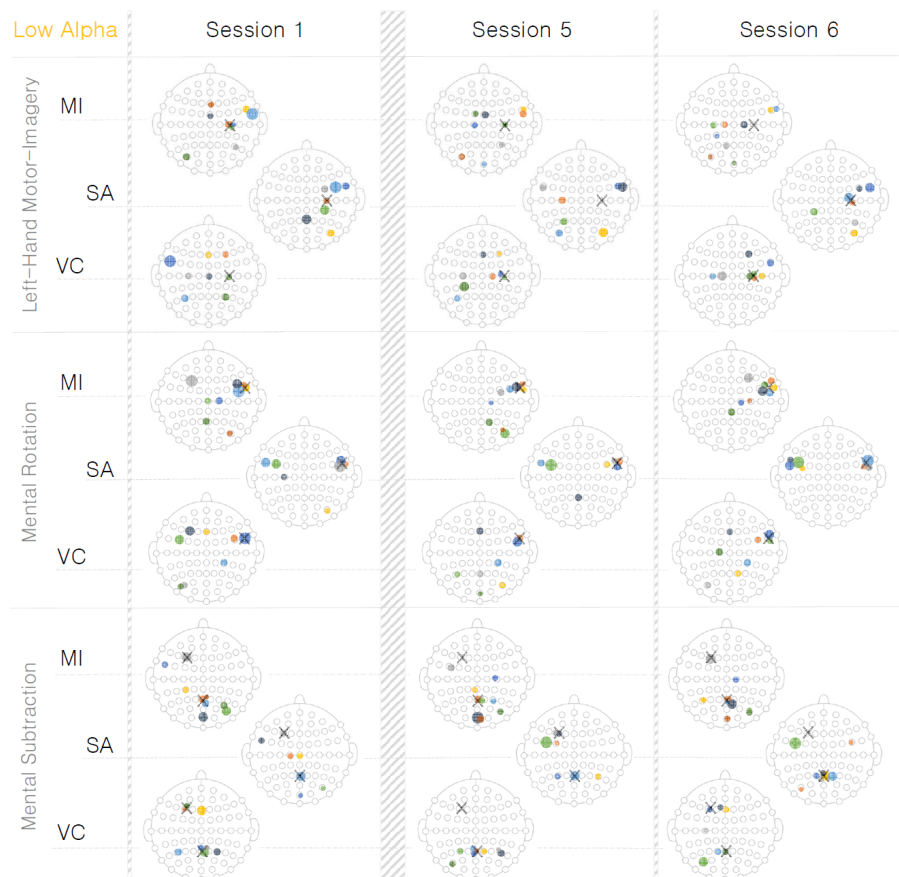 Low Alpha Session 1 Session 5 Session 6
Left-Hand Motor-Imagery
MI
SA
VC
Mental Rotation
MI
SA
VC
Mental Subtraction
MI
SA
VC